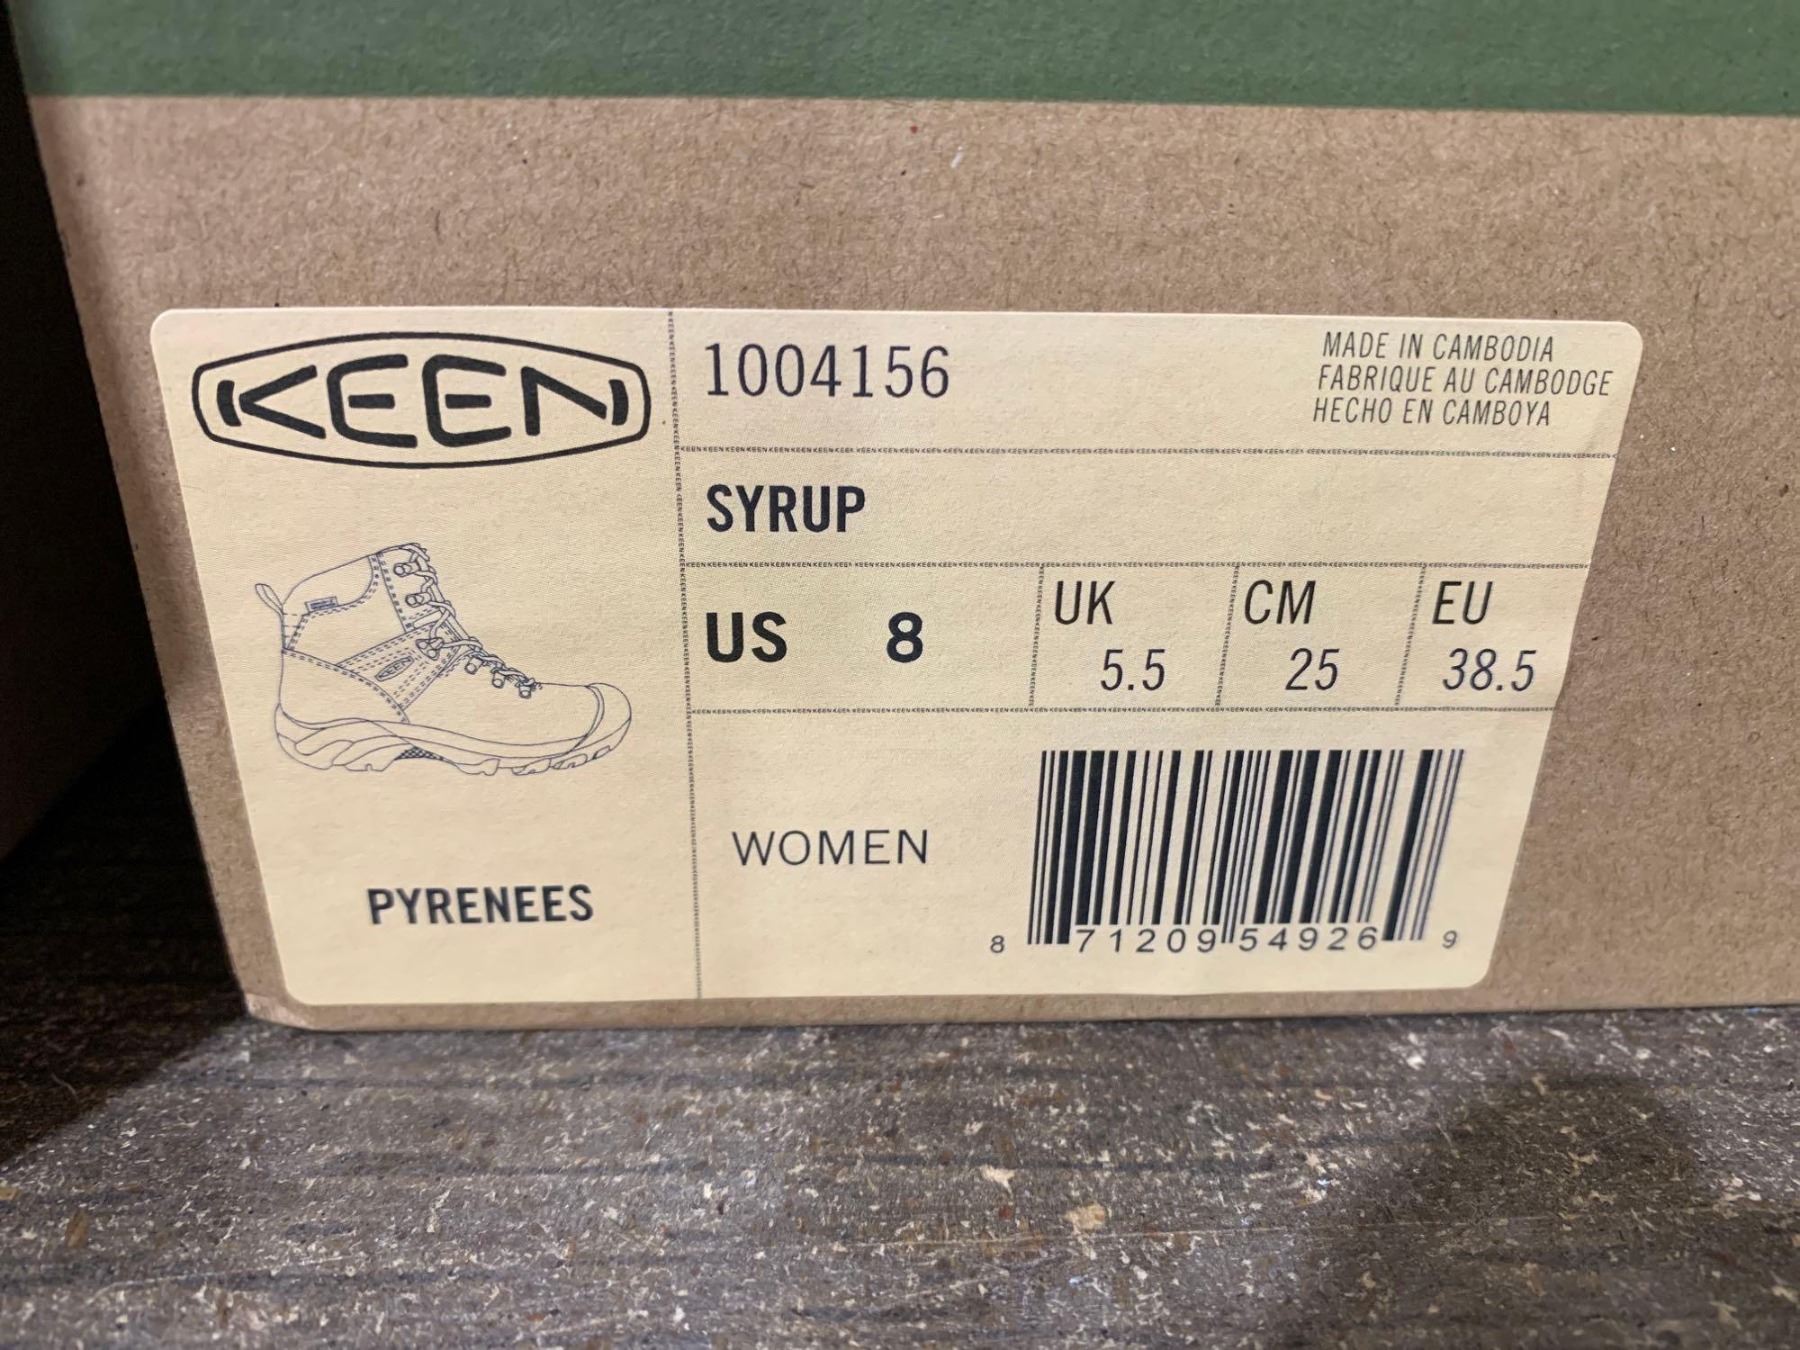 KEEN
1004156
MADE IN CAMBODIA
FABRIQUE AU CAMBODGE
HECHO EN CAMBOYA
SYRUP
US 8
UK 5.5
CM 25
EU 38.5
KEEN
PYRENEES
WOMEN
8 71209 54926 9